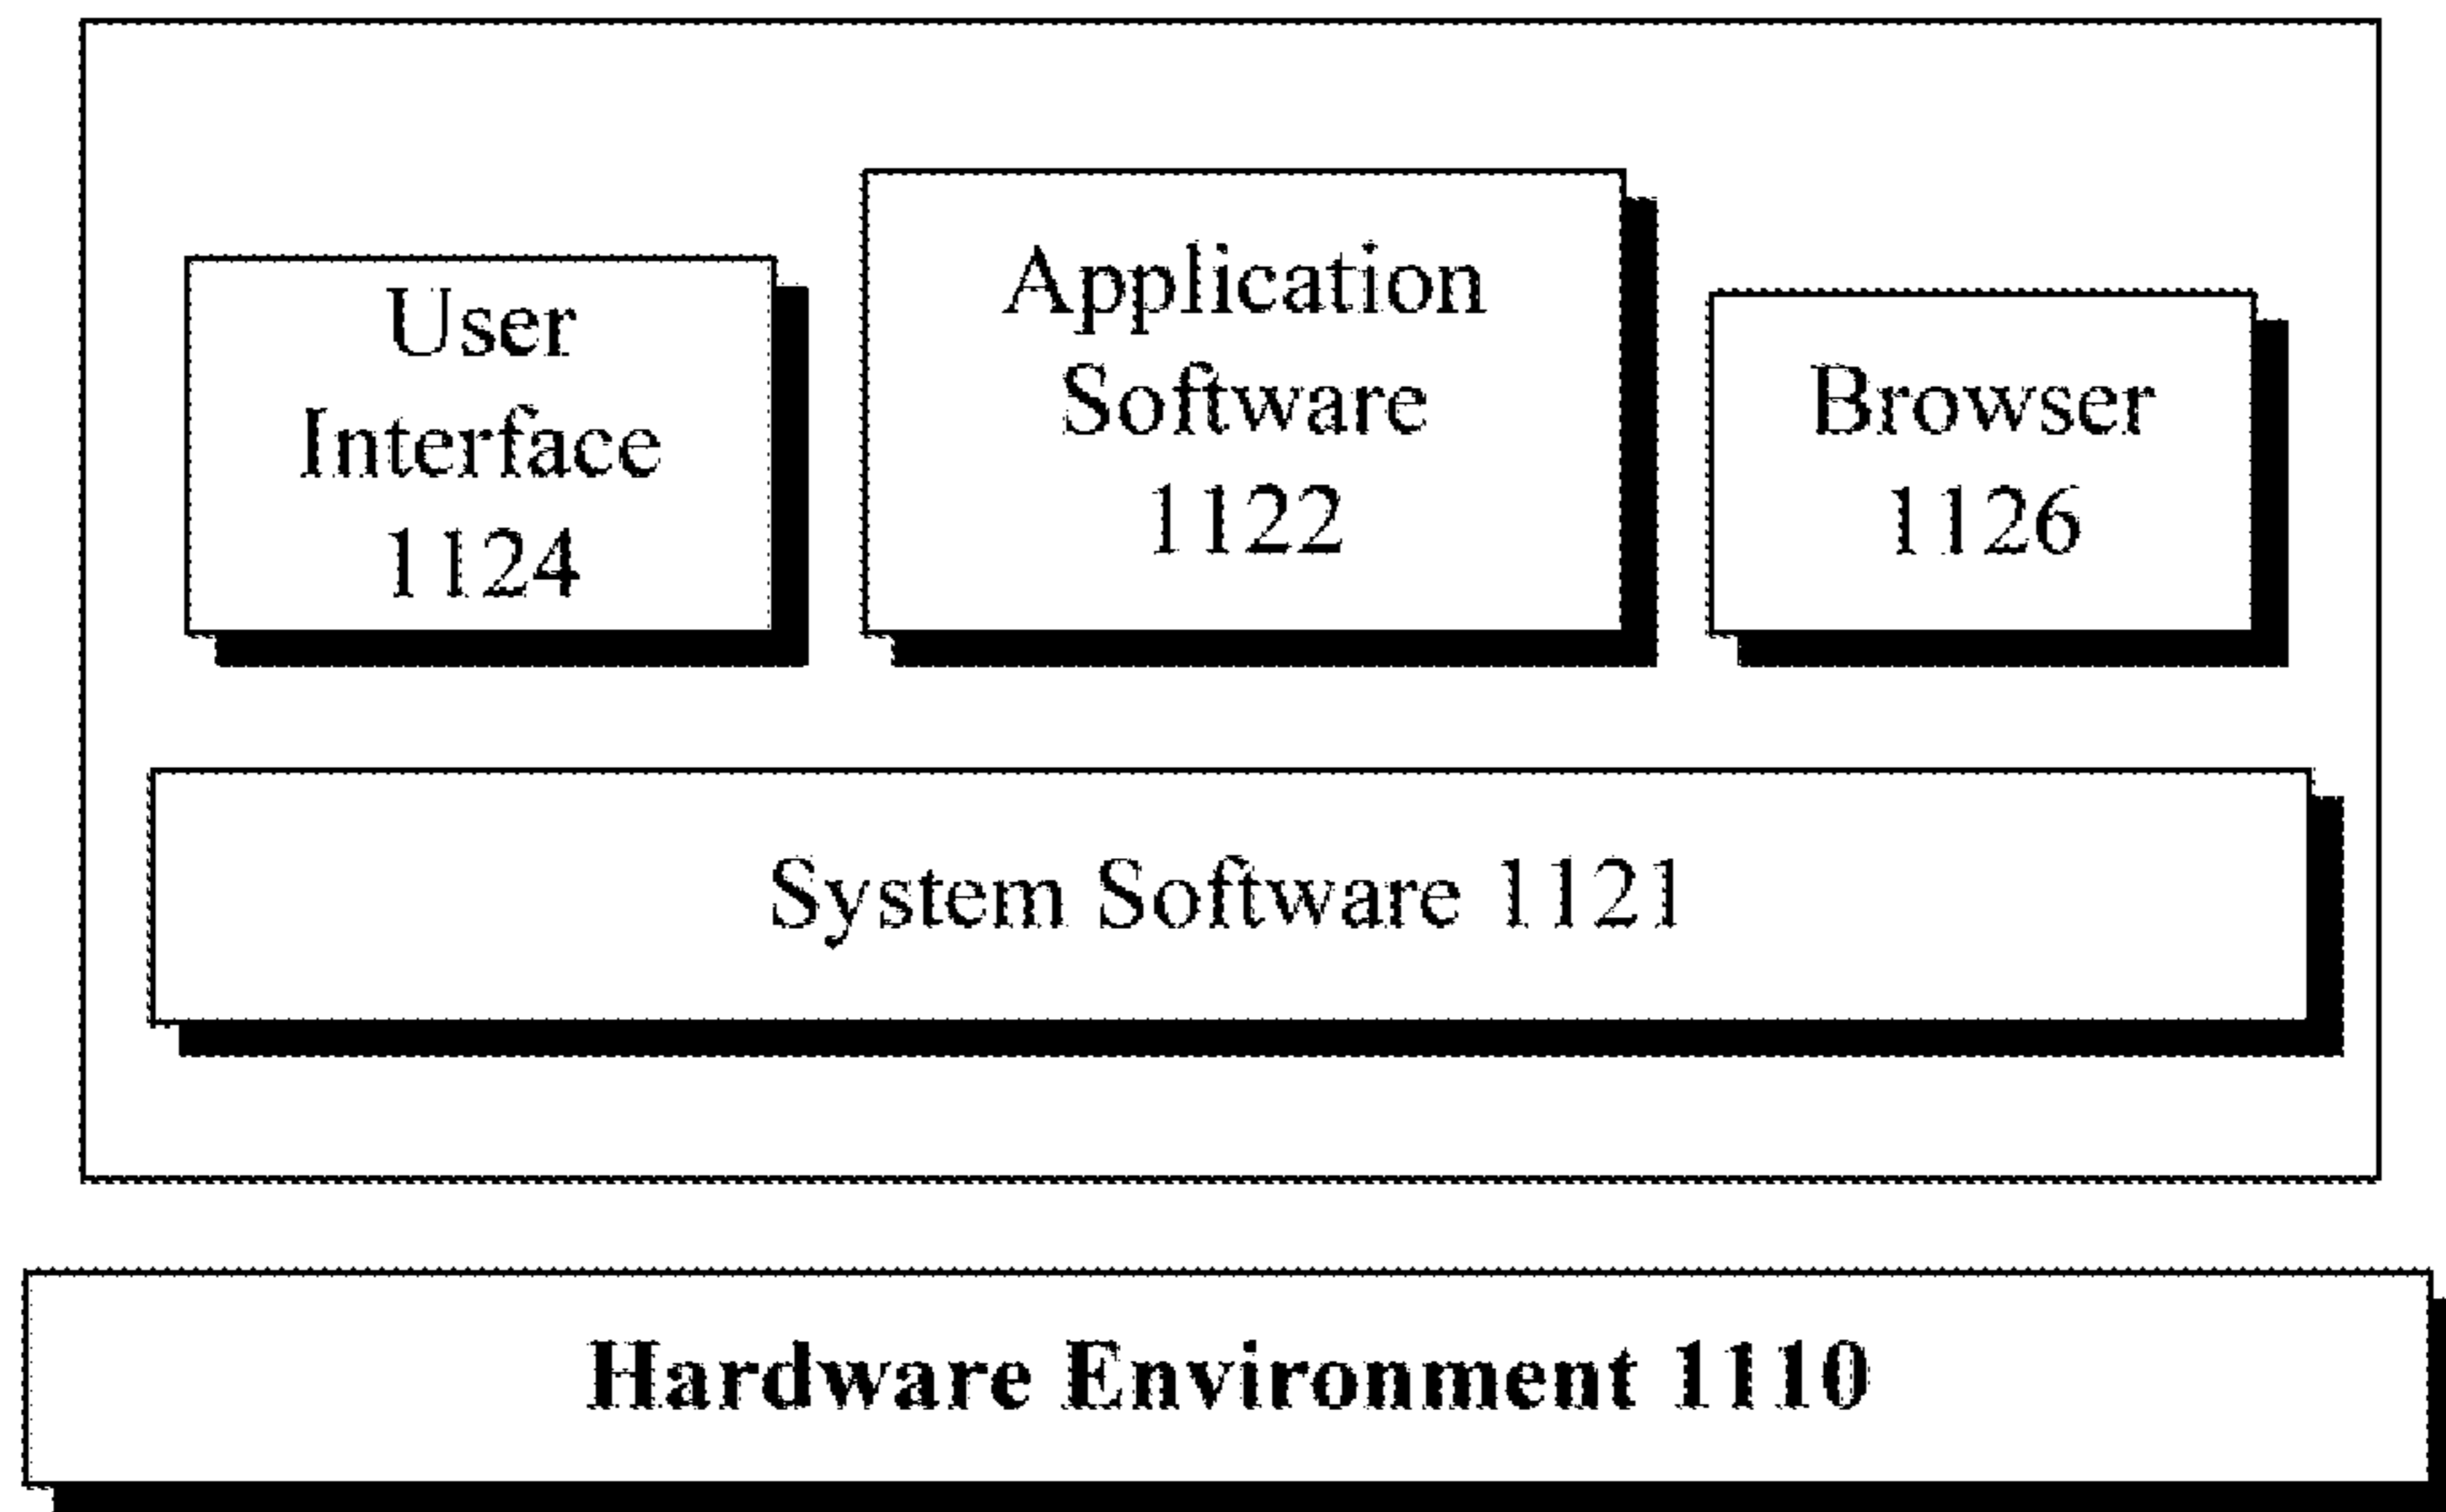 User
Interface
1124
Application
Software
1122
Browser
1126
System Software 1121
Hardware Environment 1110